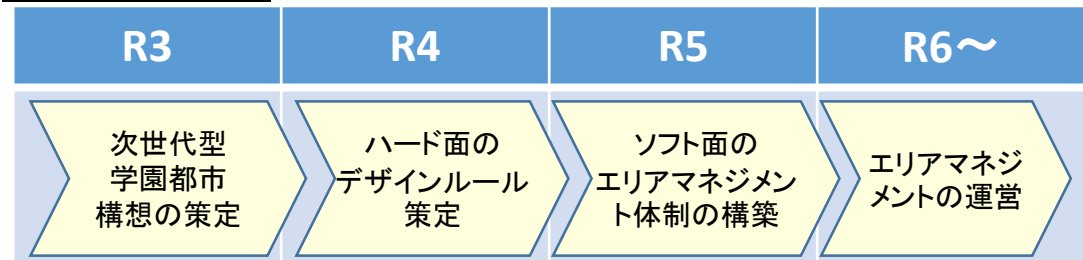 R3
R4
R5
R6～
次世代型
学園都市
構想の策定
ハード面の
デザインルール
策定
ソフト面の
エリアマネジメン
ト体制の構築
エリアマネジ
メントの運営